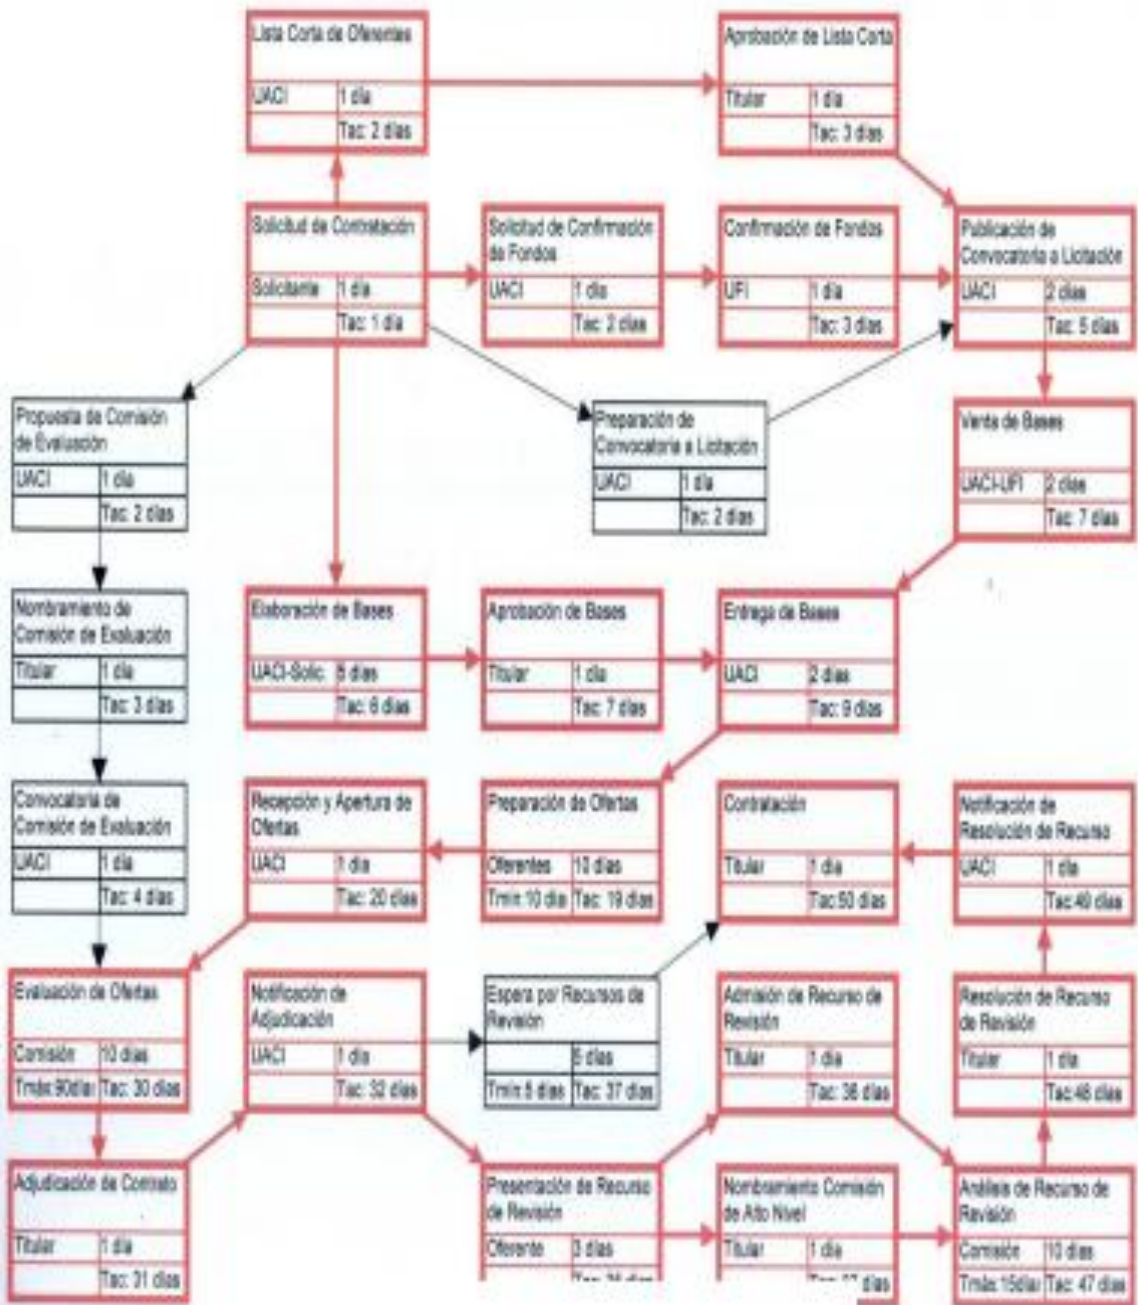 Lista Corta de Oferentes
UACI 1 día
Tac: 2 días
Aprobación de Lista Corta
Titular 1 día
Tac: 3 días
Solicitud de Contratación
Solicitante 1 día
Tac: 1 día
Solicitud de Confirmación
de Fondos
UACI 1 día
Tac: 2 días
Confirmación de Fondos
UFI 1 día
Tac: 3 días
Publicación de
Convocatoria a Licitación
UACI 2 días
Tac: 5 días
Propuesta de Comisión
de Evaluación
UACI 1 día
Tac: 2 días
Preparación de
Convocatoria a Licitación
UACI 1 día
Tac: 2 días
Venta de Bases
UACI-UFI 2 días
Tac: 7 días
Nombramiento de
Comisión de Evaluación
Titular 1 día
Tac: 3 días
Elaboración de Bases
UACI-Solic. 5 días
Tac: 6 días
Aprobación de Bases
Titular 1 día
Tac: 7 días
Entrega de Bases
UACI 2 días
Tac: 9 días
Convocatoria de
Comisión de Evaluación
UACI 1 día
Tac: 4 días
Recepción y Apertura de
Ofertas
UACI 1 día
Tac: 20 días
Preparación de Ofertas
Oferentes 10 días
Tmín: 10 día Tac: 19 días
Contratación
Titular 1 día
Tac: 50 días
Notificación de
Resolución de Recurso
UACI 1 día
Tac: 49 días
Evaluación de Ofertas
Comisión 10 días
Tmáx: 90días Tac: 30 días
Notificación de
Adjudicación
UACI 1 día
Tac: 32 días
Espera por Recursos de
Revisión
5 días
Tmín: 5 días Tac: 37 días
Admisión de Recurso de
Revisión
Titular 1 día
Tac: 36 días
Resolución de Recurso
de Revisión
Titular 1 día
Tac: 48 días
Adjudicación de Contrato
Titular 1 día
Tac: 31 días
Presentación de Recurso
de Revisión
Oferente 3 días
Nombramiento Comisión
de Alto Nivel
Titular 1 día
días
Análisis de Recurso de
Revisión
Comisión 10 días
Tmáx: 15días Tac: 47 días